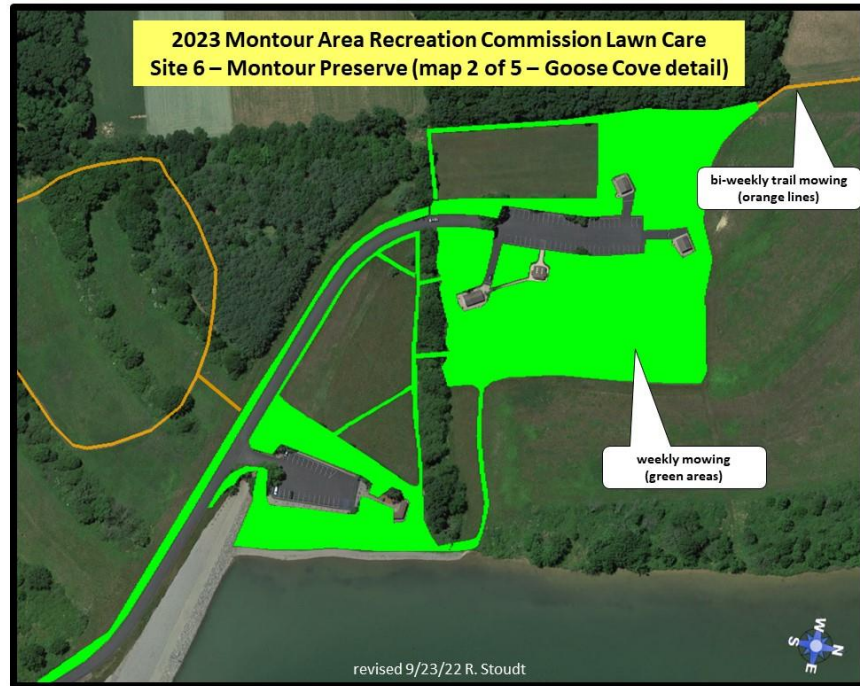 2023 Montour Area Recreation Commission Lawn Care
Site 6 – Montour Preserve (map 2 of 5 – Goose Cove detail)
bi-weekly trail mowing
(orange lines)
weekly mowing
(green areas)
W
S
N
E
revised 9/23/22 R. Stoudt